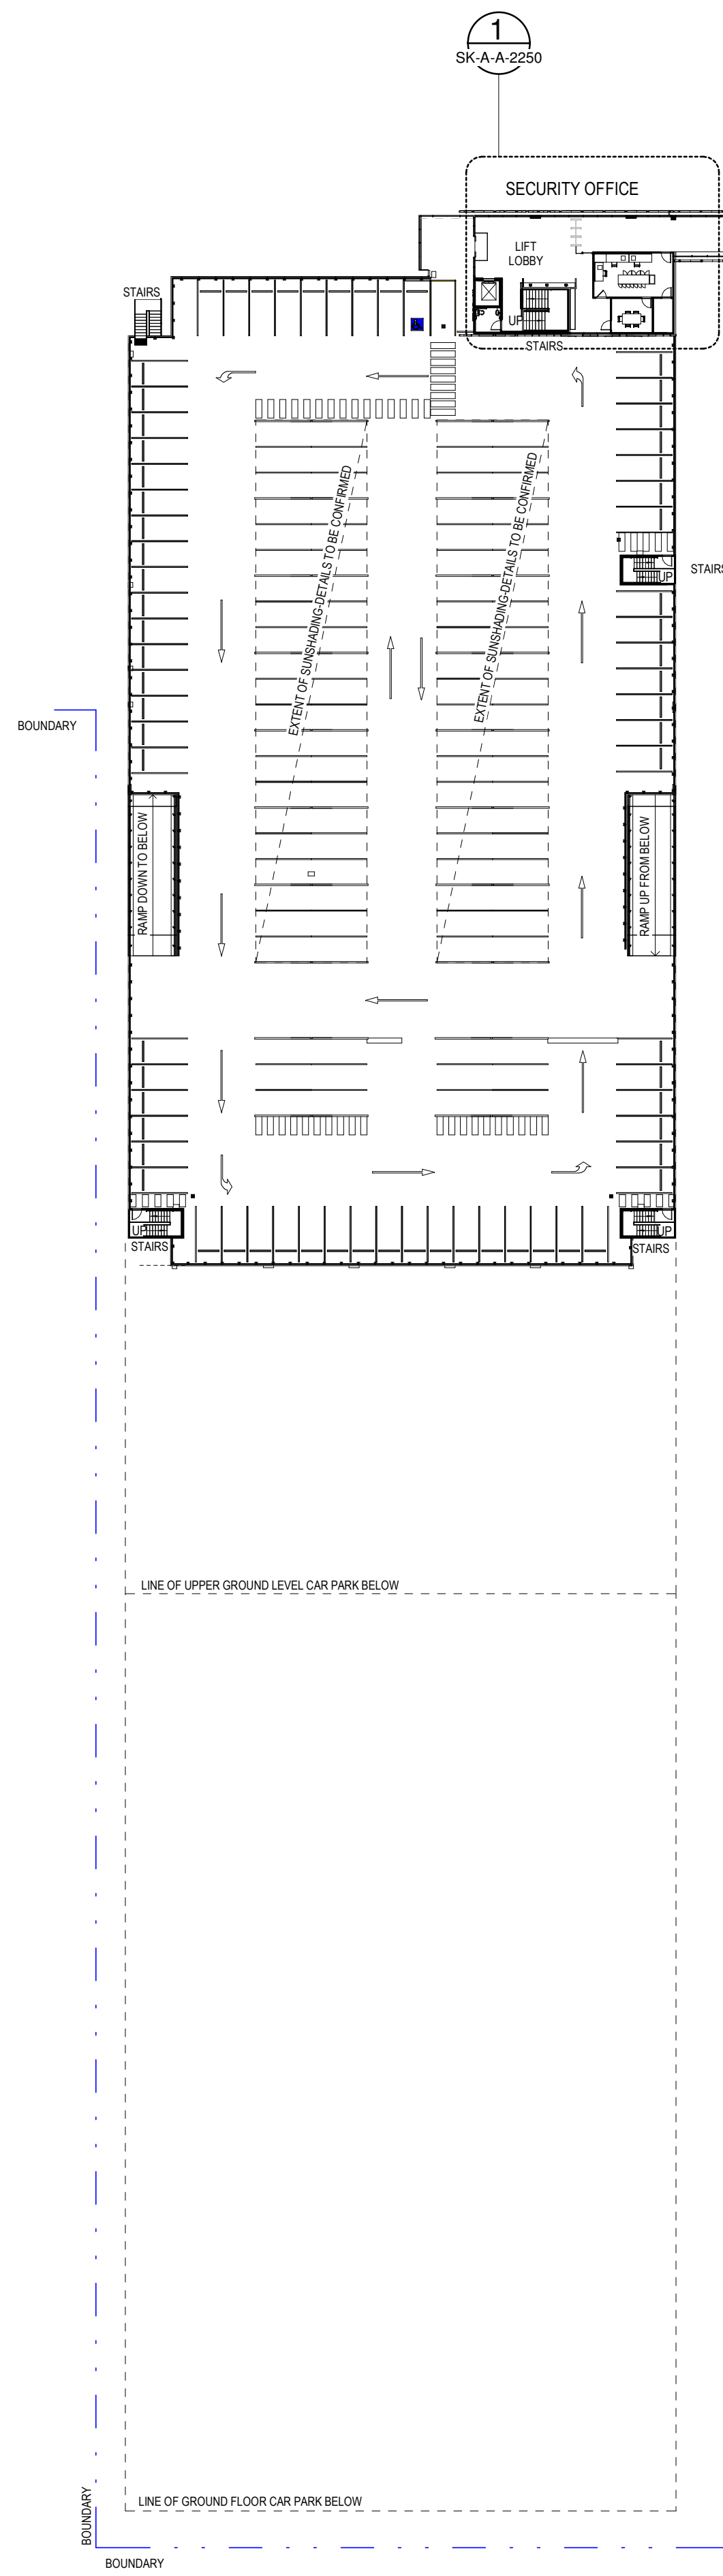 1
SK-A-A-2250
SECURITY OFFICE
LIFT
LOBBY
STAIRS
UP
STAIRS
EXTENT OF SUNSHADING-DETAILS TO BE CONFIRMED
EXTENT OF SUNSHADING-DETAILS TO BE CONFIRMED
UP
STAIRS
BOUNDARY
RAMP DOWN TO BELOW
RAMP UP FROM BELOW
UP
STAIRS
UP
STAIRS
LINE OF UPPER GROUND LEVEL CAR PARK BELOW
LINE OF GROUND FLOOR CAR PARK BELOW
BOUNDARY
BOUNDARY